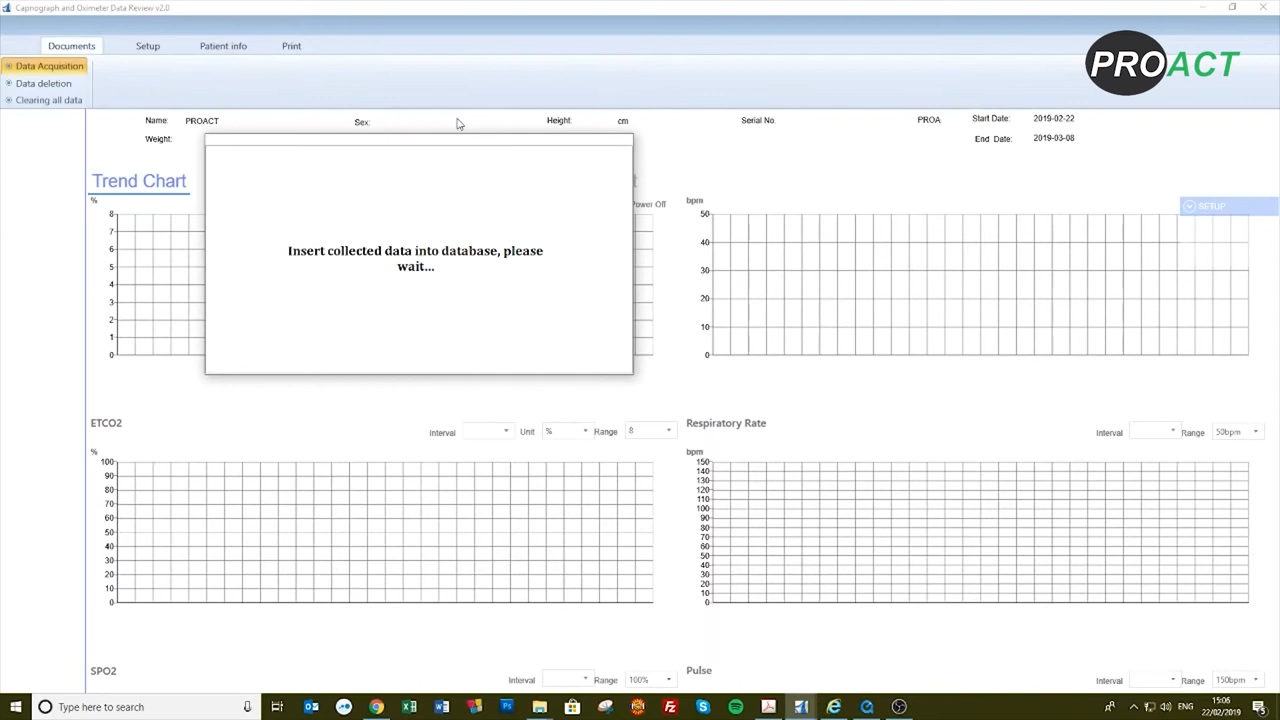 Capnograph and Oximeter Data Review v2.0
Documents Setup Patient info Print
PROACT
Data Acquisition
Data deletion
Clearing all data
Name: PROACT Sex: Height: cm Serial No. PROA Start Date: 2019-02-22
Weight: End Date: 2019-03-08
Trend Chart
Insert collected data into database, please
wait...
Power Off
SETUP
%
8
7
6
5
4
3
2
1
0
bpm
50
40
30
20
10
0
ETCO2 Interval Unit % Range 8
Respiratory Rate Interval Range 50bpm
%
100
90
80
70
60
50
40
30
20
10
0
bpm
150
140
130
120
110
100
90
80
70
60
50
40
30
20
10
0
SPO2 Interval Range 100%
Pulse Interval Range 150bpm
Type here to search
ENG
15:06
22/02/2019
5